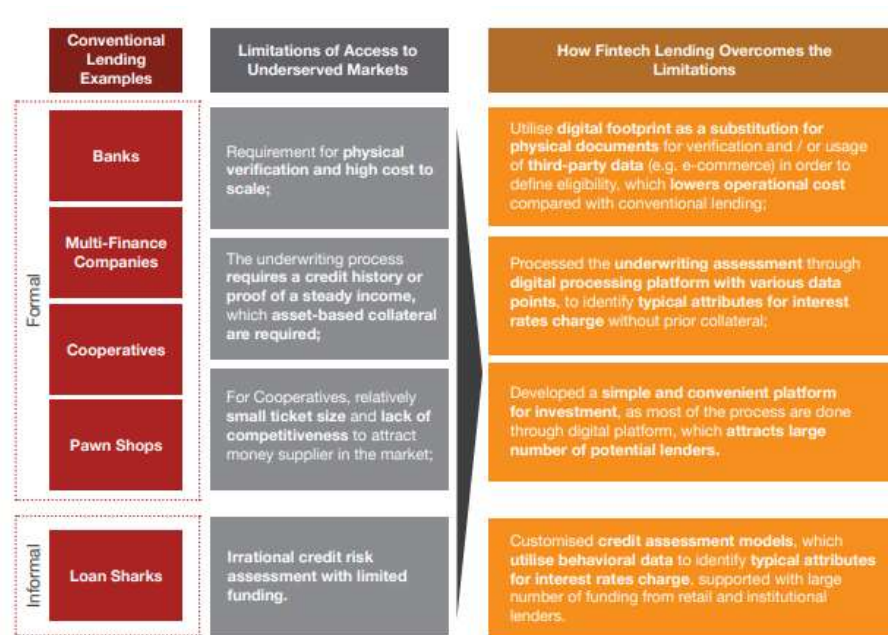 Conventional
Lending
Examples
Limitations of Access to
Underserved Markets
How Fintech Lending Overcomes the
Limitations
Formal
Banks
Multi-Finance
Companies
Cooperatives
Pawn Shops
Requirement for physical
verification and high cost to
scale;
The underwriting process
requires a credit history or
proof of a steady income,
which asset-based collateral
are required;
For Cooperatives, relatively
small ticket size and lack of
competitiveness to attract
money supplier in the market;
Utilise digital footprint as a substitution for
physical documents for verification and / or usage
of third-party data (e.g. e-commerce) in order to
define eligibility, which lowers operational cost
compared with conventional lending;
Processed the underwriting assessment through
digital processing platform with various data
points, to identify typical attributes for interest
rates charge without prior collateral;
Developed a simple and convenient platform
for investment, as most of the process are done
through digital platform, which attracts large
number of potential lenders.
Informal
Loan Sharks
Irrational credit risk
assessment with limited
funding.
Customised credit assessment models, which
utilise behavioral data to identify typical attributes
for interest rates charge, supported with large
number of funding from retail and institutional
lenders.